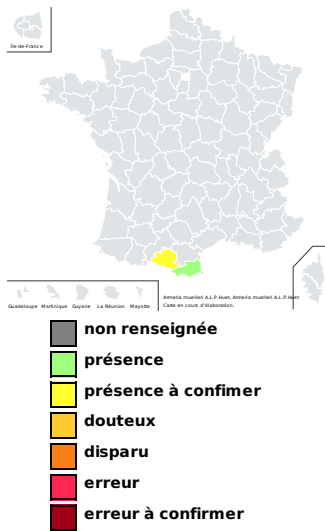 Île-de-France
Guadeloupe Martinique Guyane La Réunion Mayotte
Armeria muelleri A.L.P.Huet, Armeria muelleri A.L.P.Huet
Carte en cours d'élaboration.
non renseignée
présence
présence à confimer
douteux
disparu
erreur
erreur à confirmer